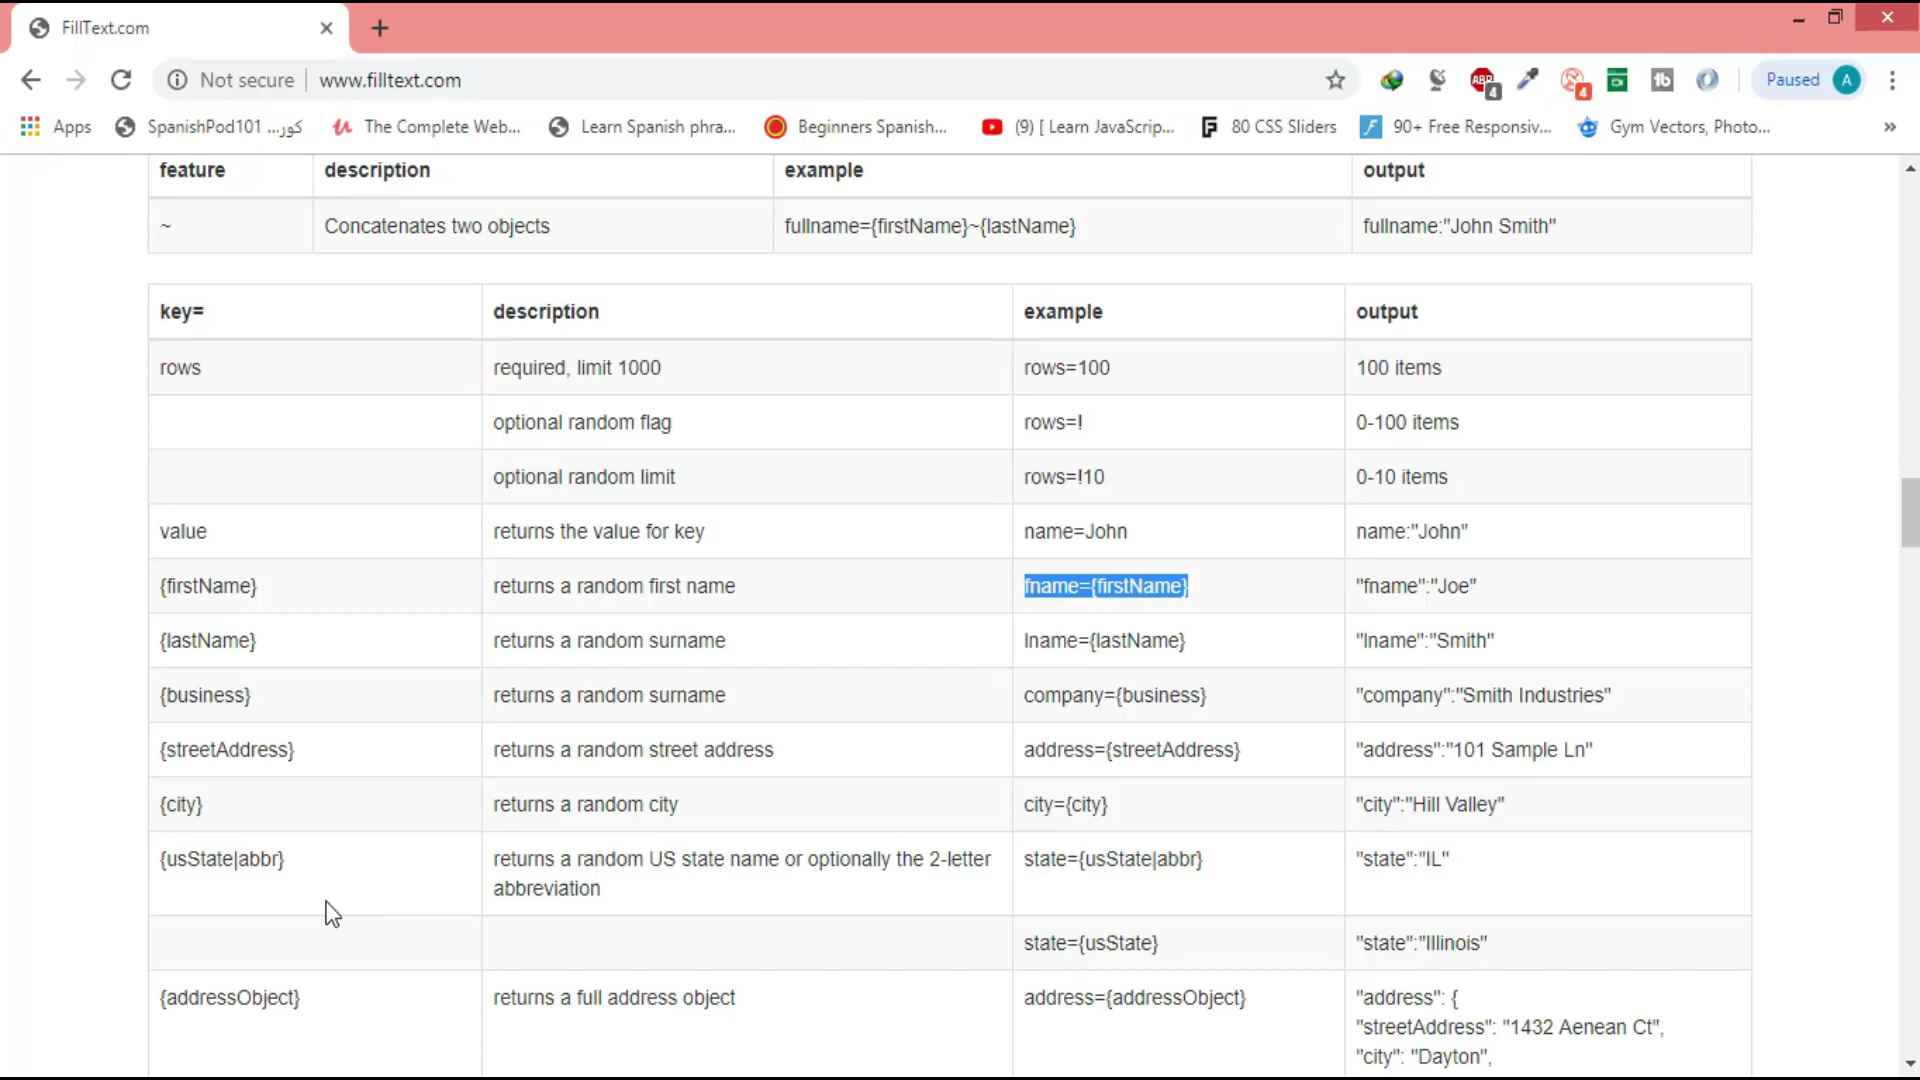 FillText.com
Not secure www.filltext.com
4 4 Paused A
Apps SpanishPod101 ...كور The Complete Web... Learn Spanish phra... Beginners Spanish... (9) [ Learn JavaScrip... 80 CSS Sliders 90+ Free Responsiv... Gym Vectors, Photo... »
feature description example output
~ Concatenates two objects fullname={firstName}~{lastName} fullname:"John Smith"
key= description example output
rows required, limit 1000 rows=100 100 items
optional random flag rows=! 0-100 items
optional random limit rows=!10 0-10 items
value returns the value for key name=John name:"John"
{firstName} returns a random first name fname={firstName} "fname":"Joe"
{lastName} returns a random surname lname={lastName} "lname":"Smith"
{business} returns a random surname company={business} "company":"Smith Industries"
{streetAddress} returns a random street address address={streetAddress} "address":"101 Sample Ln"
{city} returns a random city city={city} "city":"Hill Valley"
{usState|abbr} returns a random US state name or optionally the 2-letter state={usState|abbr} "state":"IL"
abbreviation
state={usState} "state":"Illinois"
{addressObject} returns a full address object address={addressObject} "address": {
"streetAddress": "1432 Aenean Ct",
"city": "Dayton",